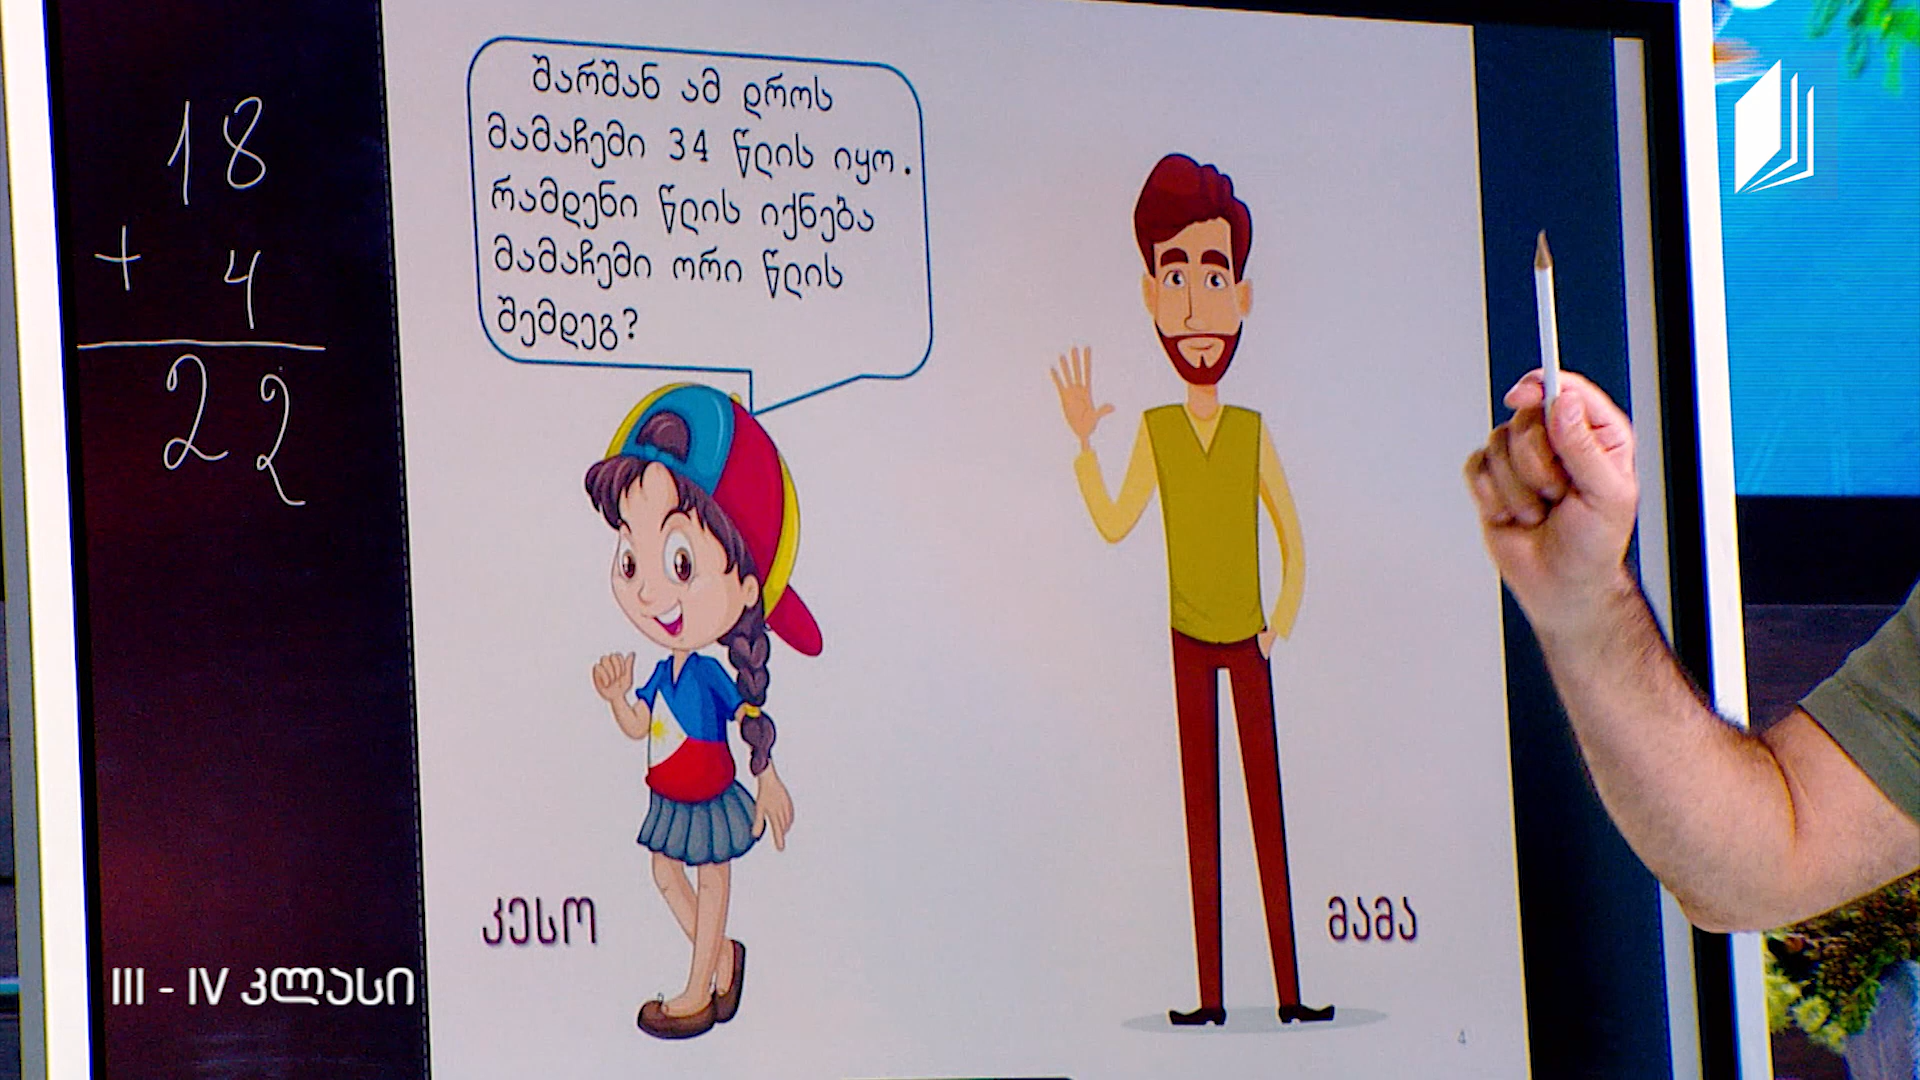 18
+ 4
22
შარშან ამ დროს
მამაჩემი 34 წლის იყო.
რამდენი წლის იქნება
მამაჩემი ორი წლის
შემდეგ?
კესო
მამა
4
III - IV კლასი